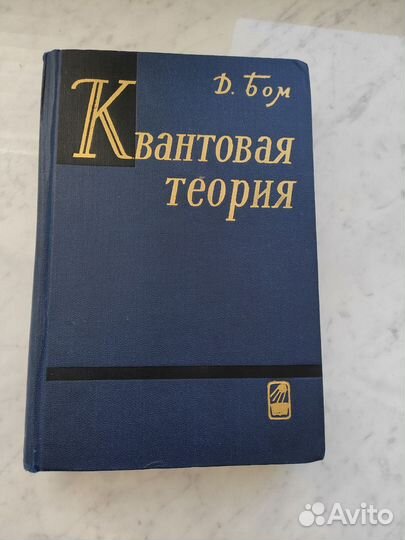 Д. Бом
Квантовая
теория
Avito